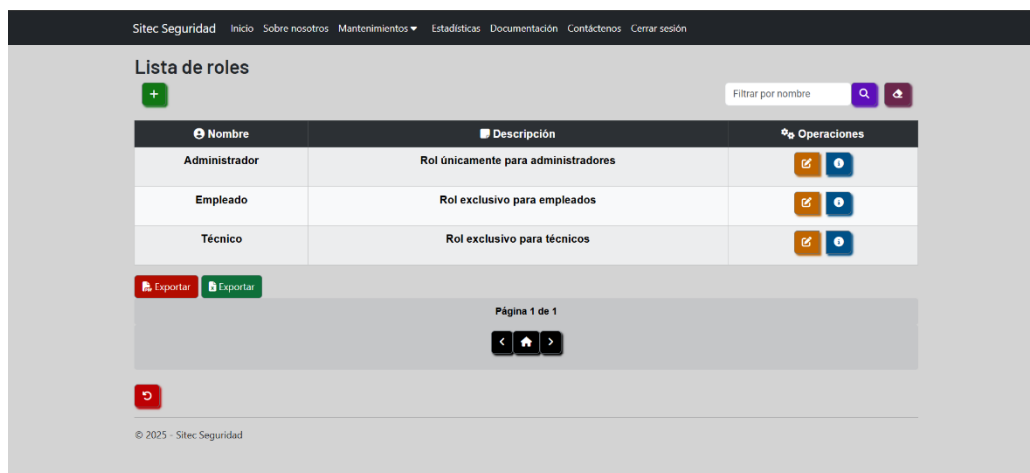 Sitec Seguridad Inicio Sobre nosotros Mantenimientos Estadísticas Documentación Contáctenos Cerrar sesión
Lista de roles
Filtrar por nombre
Nombre Descripción Operaciones
Administrador Rol únicamente para administradores
Empleado Rol exclusivo para empleados
Técnico Rol exclusivo para técnicos
Exportar Exportar
Página 1 de 1
© 2025 - Sitec Seguridad